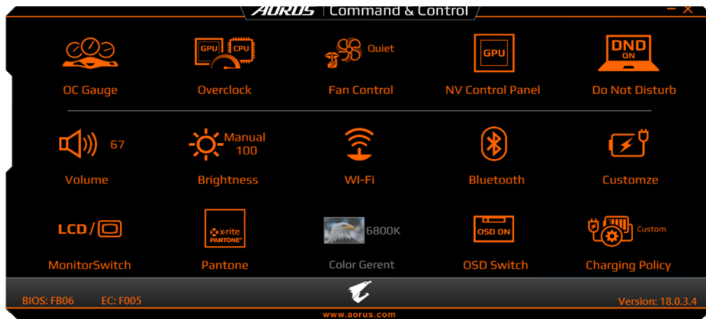 AORUS | Command & Control
GPU CPU Quiet GPU DND ON
OC Gauge Overclock Fan Control NV Control Panel Do Not Disturb
67 Manual 100
Volume Brightness WI-Fi Bluetooth Customze
LCD/ x-rite PANTONE 6800K OSD ON Custom
MonitorSwitch Pantone Color Gerent OSD Switch Charging Policy
BIOS: FB06 EC: F005 Version: 18.0.3.4
www.aorus.com